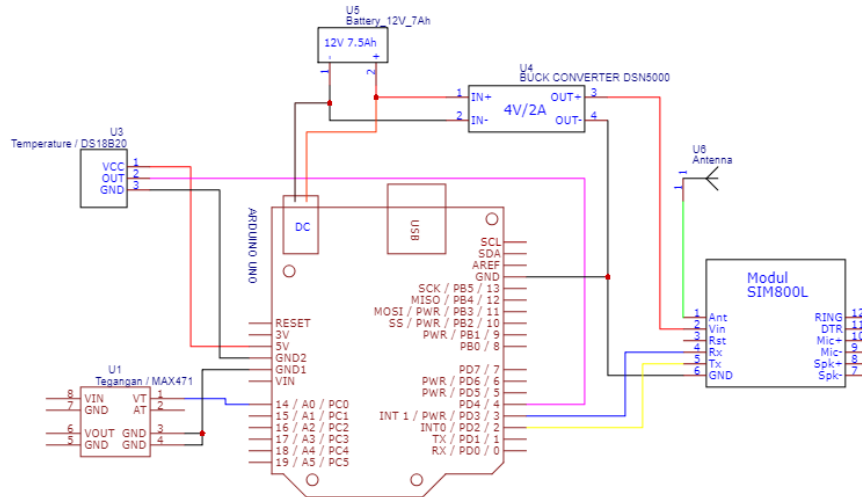 U5
Battery_12V_7Ah
12V 7.5Ah
- +
1 2
U4
BUCK CONVERTER DSN5000
1 IN+ OUT+ 3
4V/2A
2 IN- OUT- 4
U3
Temperature / DS18B20
VCC 1
OUT 2
GND 3
U6
Antenna
1
1
ARDUINO UNO
DC
USB
SCL
SDA
AREF
GND
SCK / PB5 / 13
MISO / PB4 / 12
MOSI / PWR / PB3 / 11
SS / PWR / PB2 / 10
PWR / PB1 / 9
PB0 / 8
PD7 / 7
PWR / PD6 / 6
PWR / PD5 / 5
PD4 / 4
INT 1 / PWR / PD3 / 3
INT0 / PD2 / 2
TX / PD1 / 1
RX / PD0 / 0
RESET
3V
5V
GND2
GND1
VIN
14 / A0 / PC0
15 / A1 / PC1
16 / A2 / PC2
17 / A3 / PC3
18 / A4 / PC4
19 / A5 / PC5
U1
Tegangan / MAX471
8 VIN VT 1
7 GND AT 2
6 VOUT GND 3
5 GND GND 4
Modul
SIM800L
1 Ant RING 12
2 Vin DTR 11
3 Rst Mic+ 10
4 Rx Mic- 9
5 Tx Spk+ 8
6 GND Spk- 7